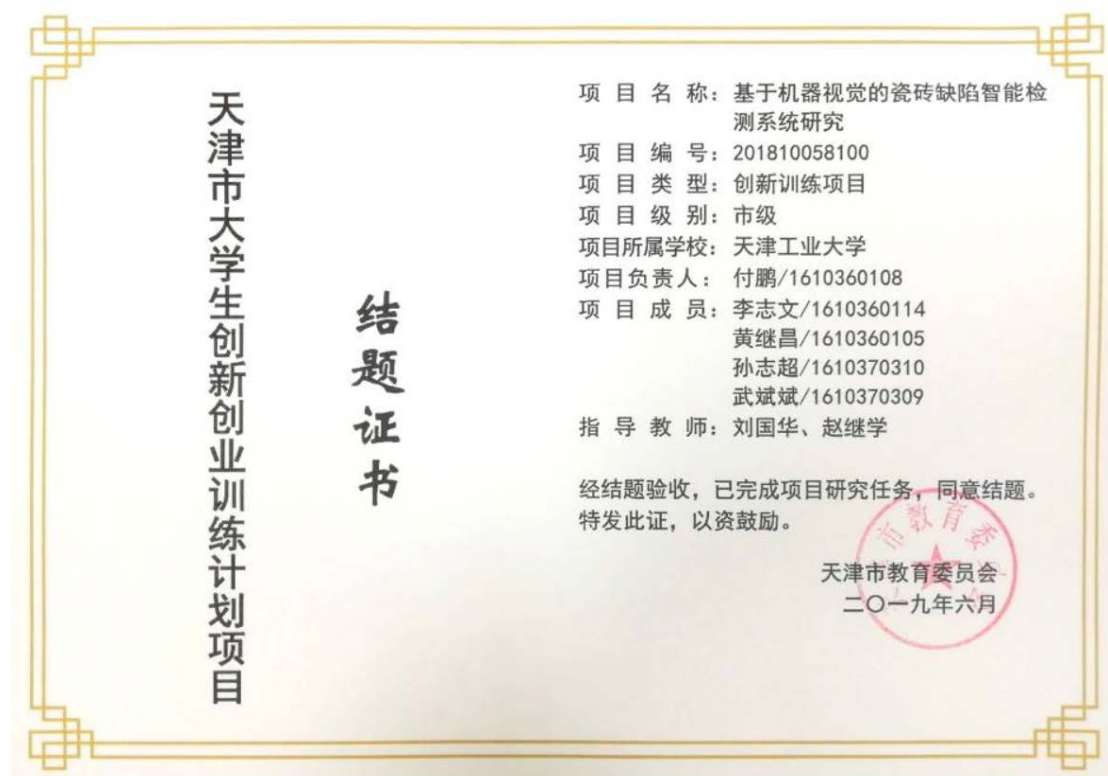 天津市大学生创新创业训练计划项目
结题证书
项目名称：基于机器视觉的瓷砖缺陷智能检
测系统研究
项目编号：201810058100
项目类型：创新训练项目
项目级别：市级
项目所属学校：天津工业大学
项目负责人：付鹏/1610360108
项目成员：李志文/1610360114
黄继昌/1610360105
孙志超/1610370310
武斌斌/1610370309
指导教师：刘国华、赵继学
经结题验收，已完成项目研究任务，同意结题。
特发此证，以资鼓励。
天津市教育委员会
二〇一九年六月
市教育委